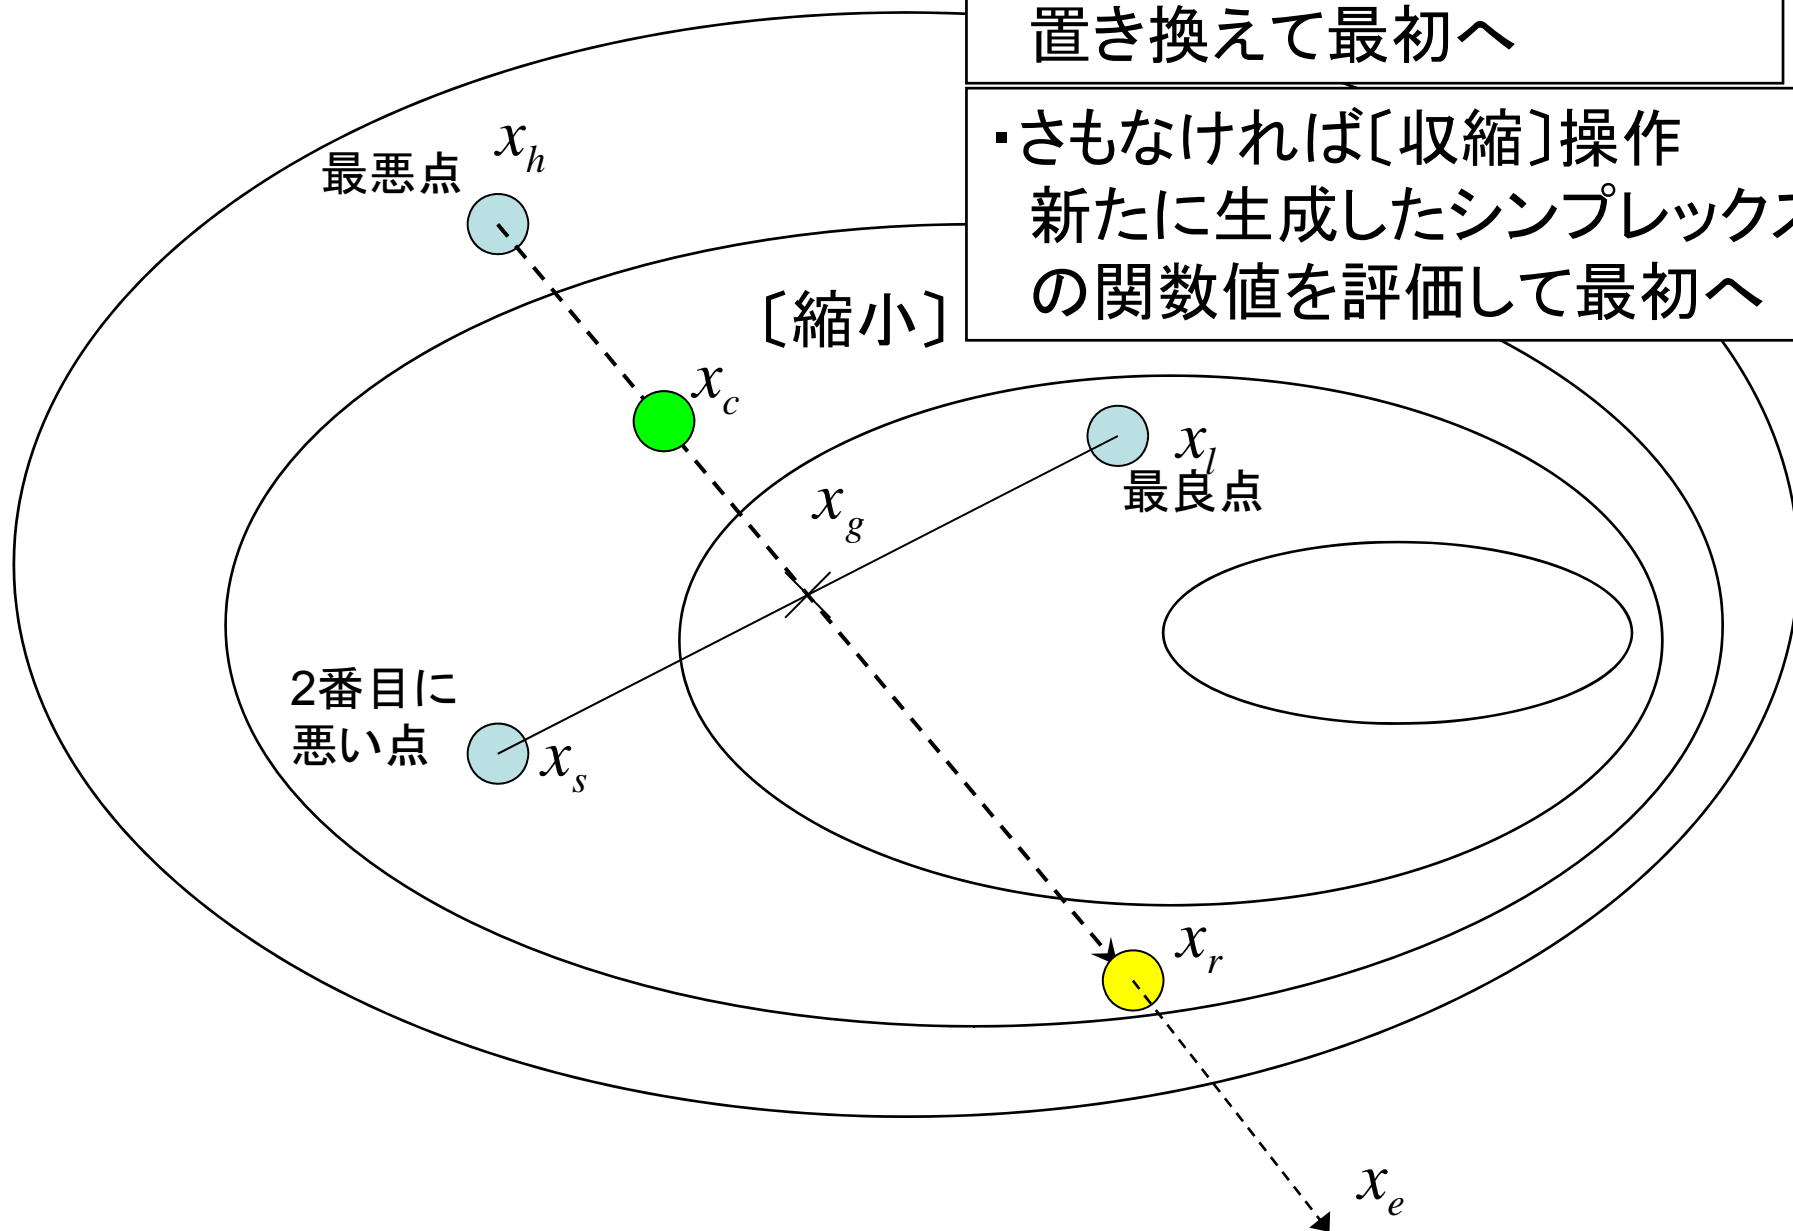 置き換えて最初へ
・さもなければ〔収縮〕操作
新たに生成したシンプレックス
の関数値を評価して最初へ
x_h
最悪点
〔縮小〕
x_c
x_l
最良点
x_g
2番目に
悪い点
x_s
x_r
x_e